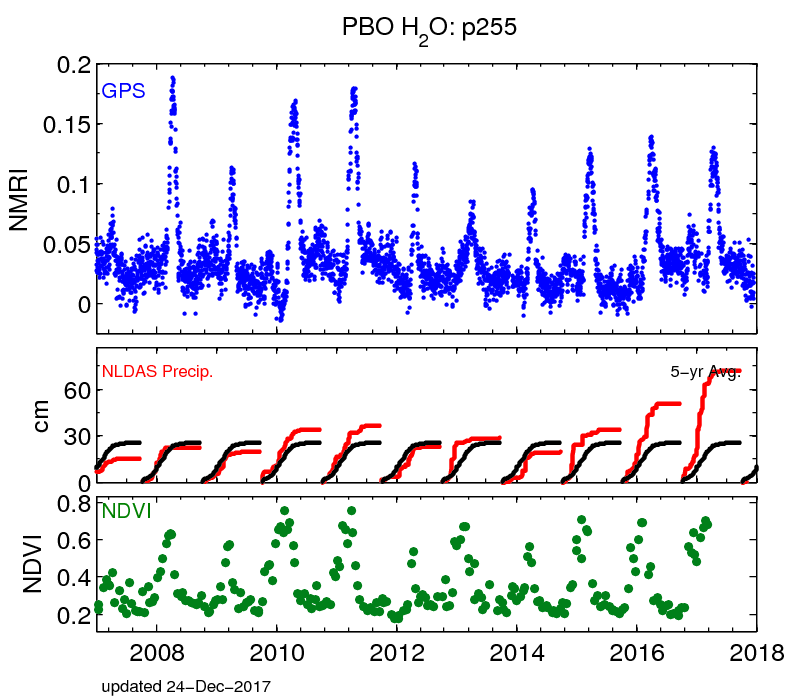 PBO H2O: p255
0.2
GPS
0.15
0.1
0.05
0
NMRI
NLDAS Precip.
5-yr Avg.
60
30
0
cm
0.8
NDVI
0.6
0.4
0.2
NDVI
2008 2010 2012 2014 2016 2018
updated 24-Dec-2017